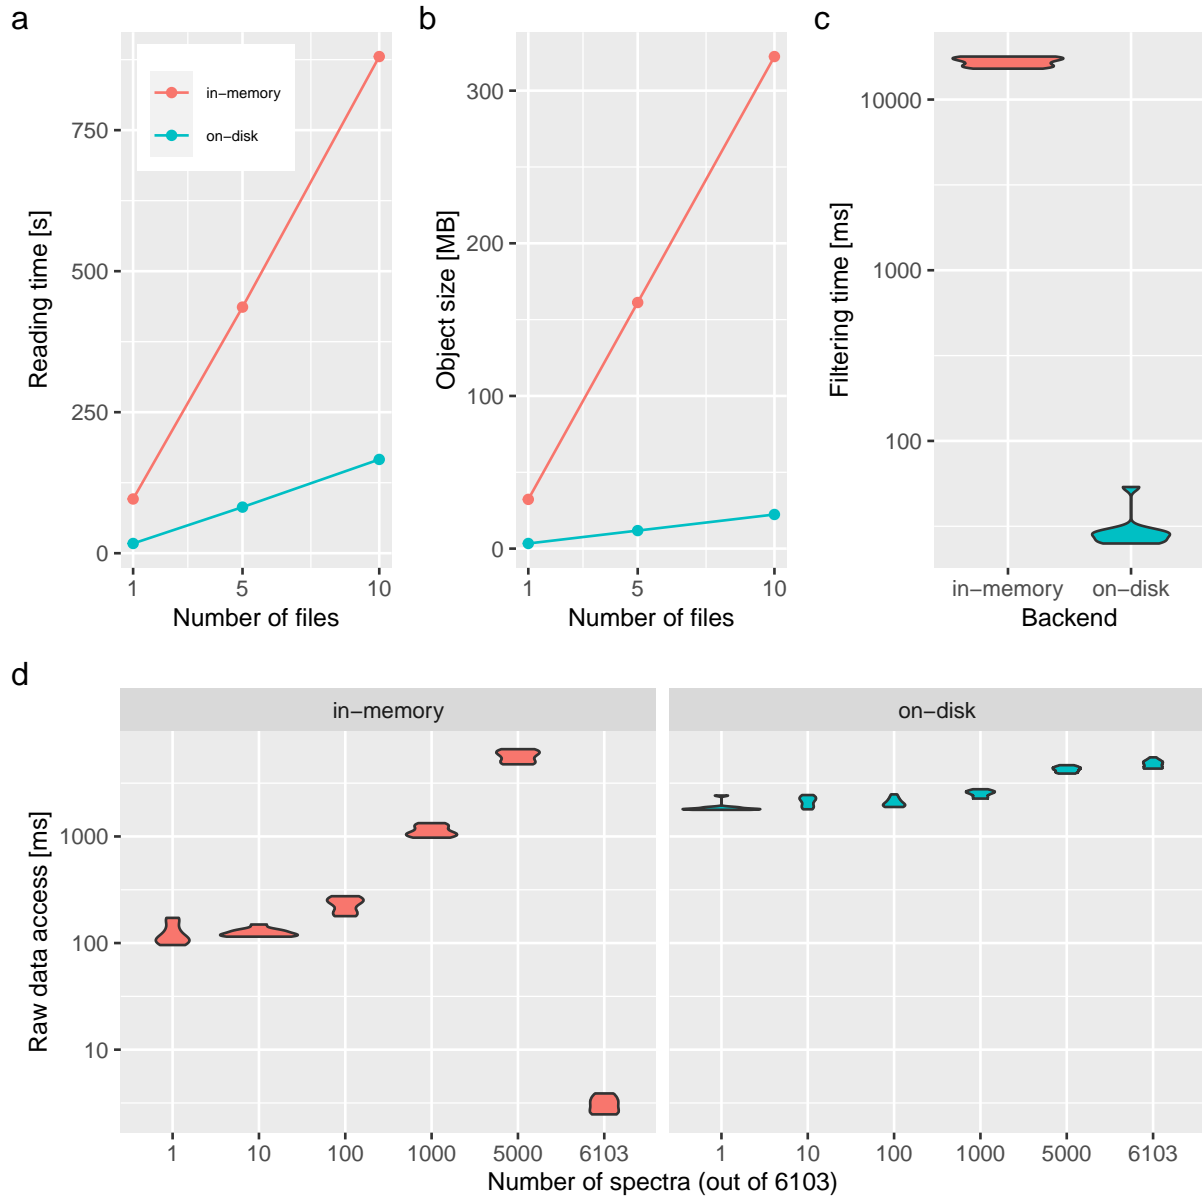 a
b
c
in−memory
on−disk
750
500
250
0
Reading time [s]
1
5
10
Number of files
300
200
100
0
Object size [MB]
1
5
10
Number of files
10000
1000
100
Filtering time [ms]
in−memory
on−disk
Backend
d
in−memory
on−disk
1000
100
10
Raw data access [ms]
1
10
100
1000
5000
6103
1
10
100
1000
5000
6103
Number of spectra (out of 6103)